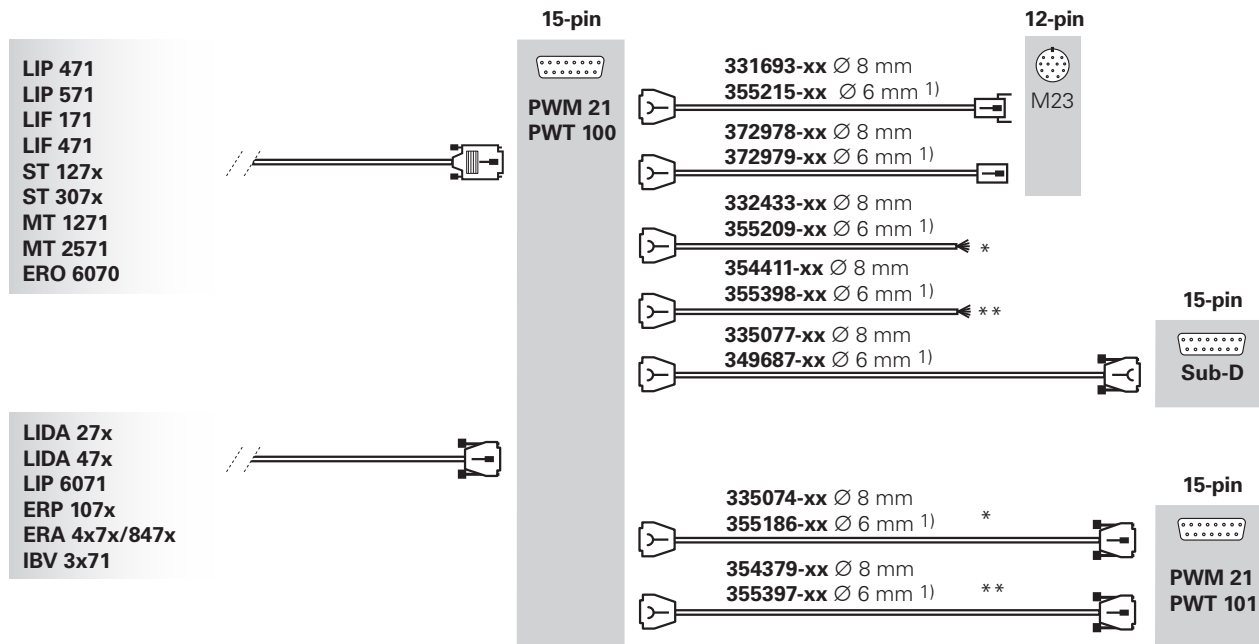 15-pin
12-pin
LIP 471
LIP 571
LIF 171
LIF 471
ST 127x
ST 307x
MT 1271
MT 2571
ERO 6070
PWM 21
PWT 100
331693-xx Ø 8 mm
355215-xx Ø 6 mm 1)
M23
372978-xx Ø 8 mm
372979-xx Ø 6 mm 1)
332433-xx Ø 8 mm
355209-xx Ø 6 mm 1)
*
354411-xx Ø 8 mm
355398-xx Ø 6 mm 1)
**
335077-xx Ø 8 mm
349687-xx Ø 6 mm 1)
15-pin
Sub-D
LIDA 27x
LIDA 47x
LIP 6071
ERP 107x
ERA 4x7x/847x
IBV 3x71
335074-xx Ø 8 mm
355186-xx Ø 6 mm 1) *
354379-xx Ø 8 mm
355397-xx Ø 6 mm 1) **
15-pin
PWM 21
PWT 101